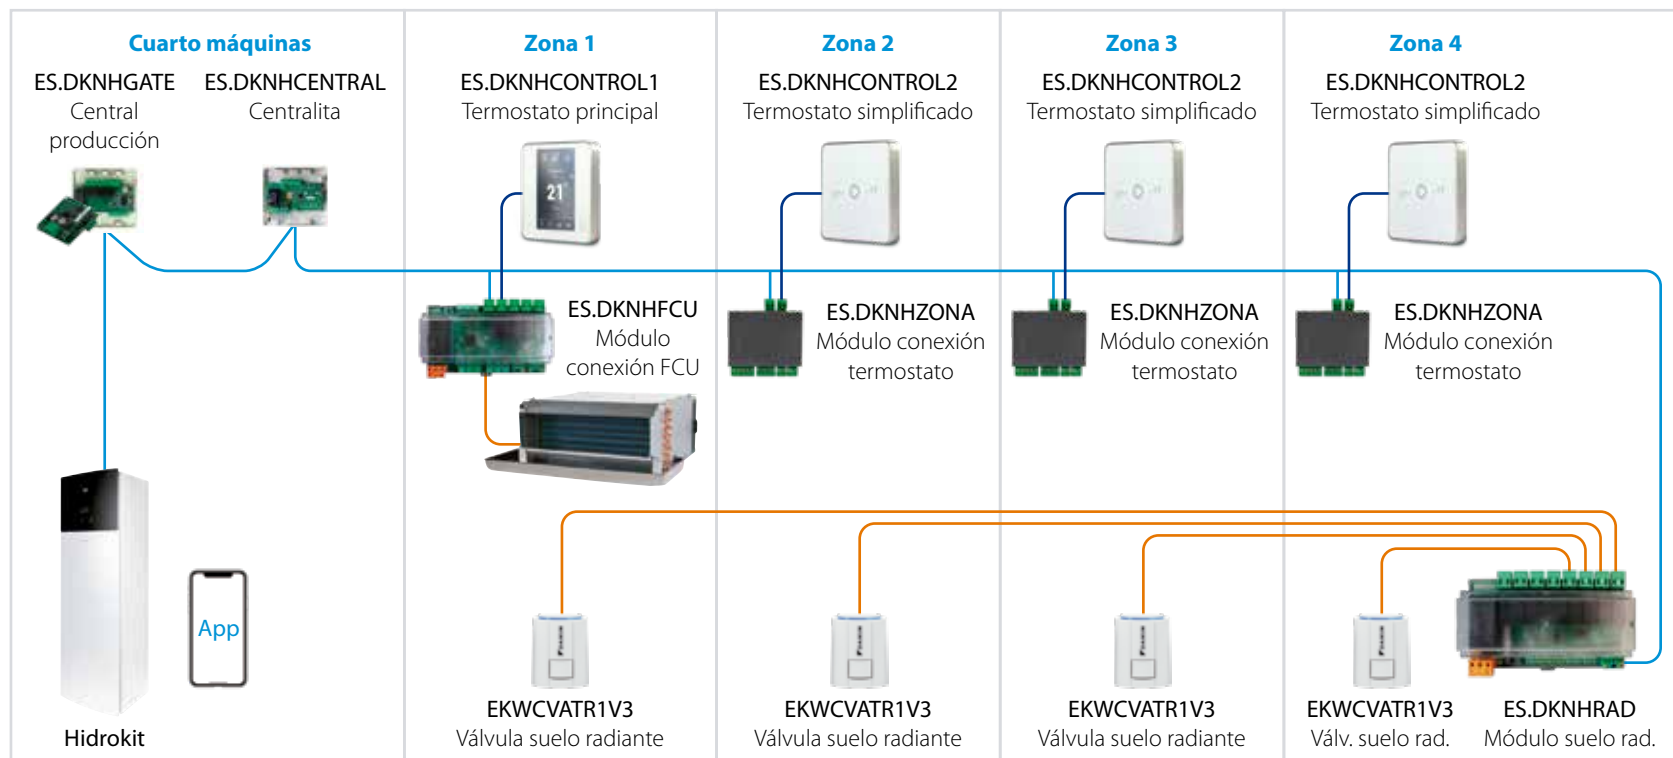 Cuarto máquinas
ES.DKNHGATE
Central
producción
ES.DKNHCENTRAL
Centralita
Hidrokit
App
Zona 1
ES.DKNHCONTROL1
Termostato principal
21
ES.DKNHFCU
Módulo
conexión FCU
EKWCVATR1V3
Válvula suelo radiante
Zona 2
ES.DKNHCONTROL2
Termostato simplificado
ES.DKNHZONA
Módulo conexión
termostato
DAIKIN
EKWCVATR1V3
Válvula suelo radiante
Zona 3
ES.DKNHCONTROL2
Termostato simplificado
ES.DKNHZONA
Módulo conexión
termostato
DAIKIN
EKWCVATR1V3
Válvula suelo radiante
Zona 4
ES.DKNHCONTROL2
Termostato simplificado
ES.DKNHZONA
Módulo conexión
termostato
DAIKIN
EKWCVATR1V3
Válv. suelo rad.
ES.DKNHRAD
Módulo suelo rad.